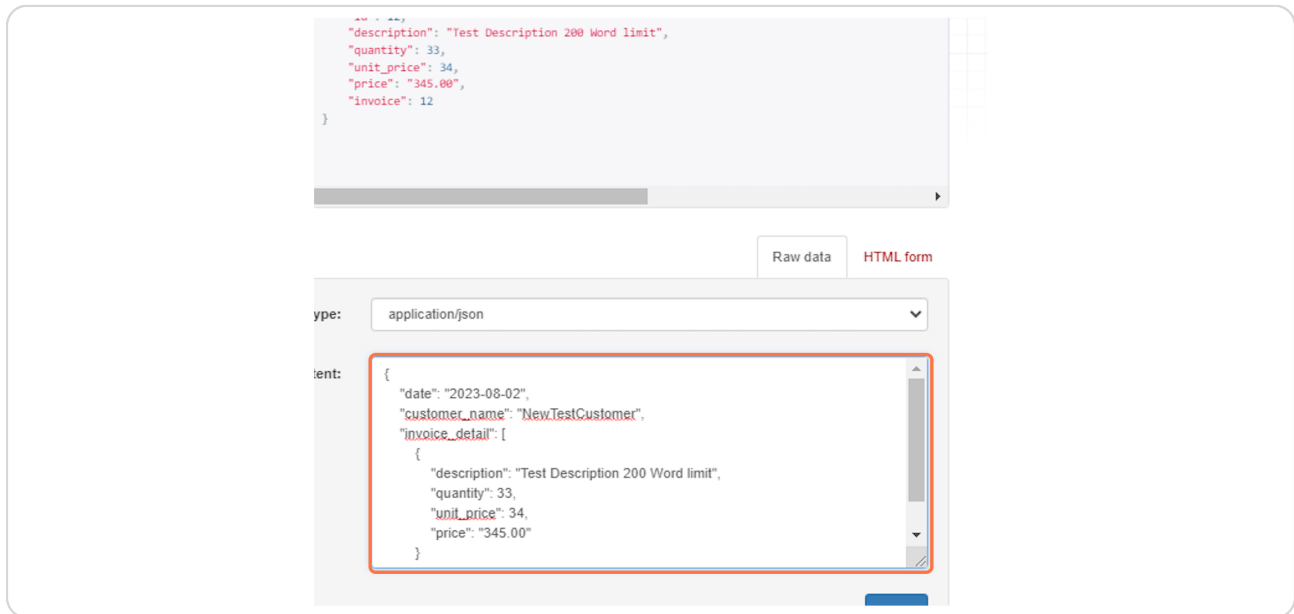 "description": "Test Description 200 Word limit",
"quantity": 33,
"unit_price": 34,
"price": "345.00",
"invoice": 12
}
Raw data HTML form
ype: application/json
tent: {
"date": "2023-08-02",
"customer_name": "NewTestCustomer",
"invoice_detail": [
{
"description": "Test Description 200 Word limit",
"quantity": 33,
"unit_price": 34,
"price": "345.00"
}